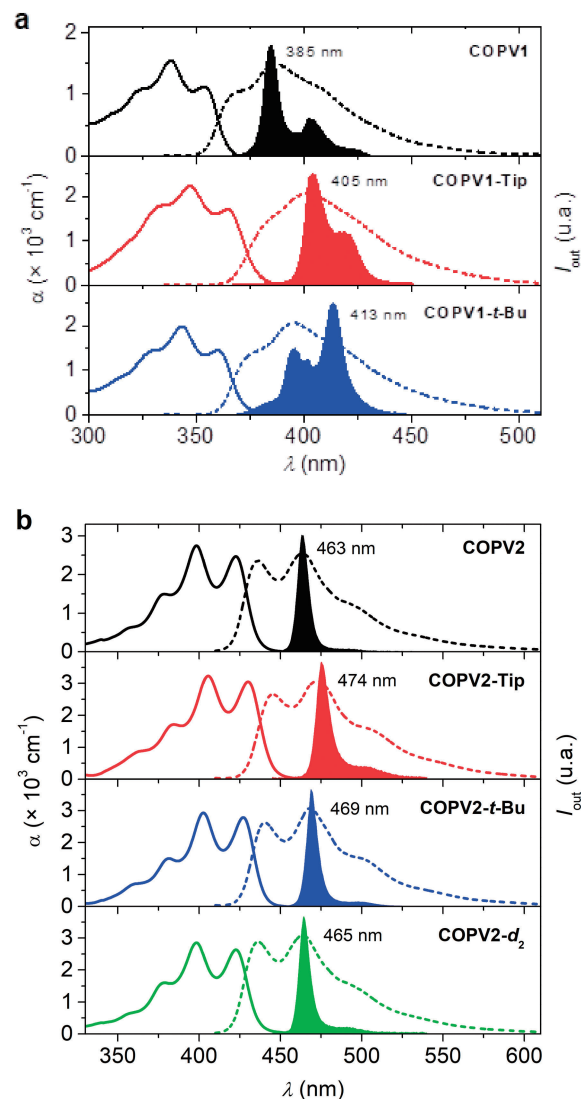 a
2
385 nm
COPV1
1
0
2
405 nm
COPV1-Tip
1
0
2
413 nm
COPV1-t-Bu
1
0
300 350 400 450 500
λ (nm)
α (× 10³ cm⁻¹)
I_out (u.a.)
b
3
463 nm
COPV2
2
1
0
3
474 nm
COPV2-Tip
2
1
0
3
469 nm
COPV2-t-Bu
2
1
0
3
465 nm
COPV2-d₂
2
1
0
350 400 450 500 550 600
λ (nm)
α (× 10³ cm⁻¹)
I_out (u.a.)